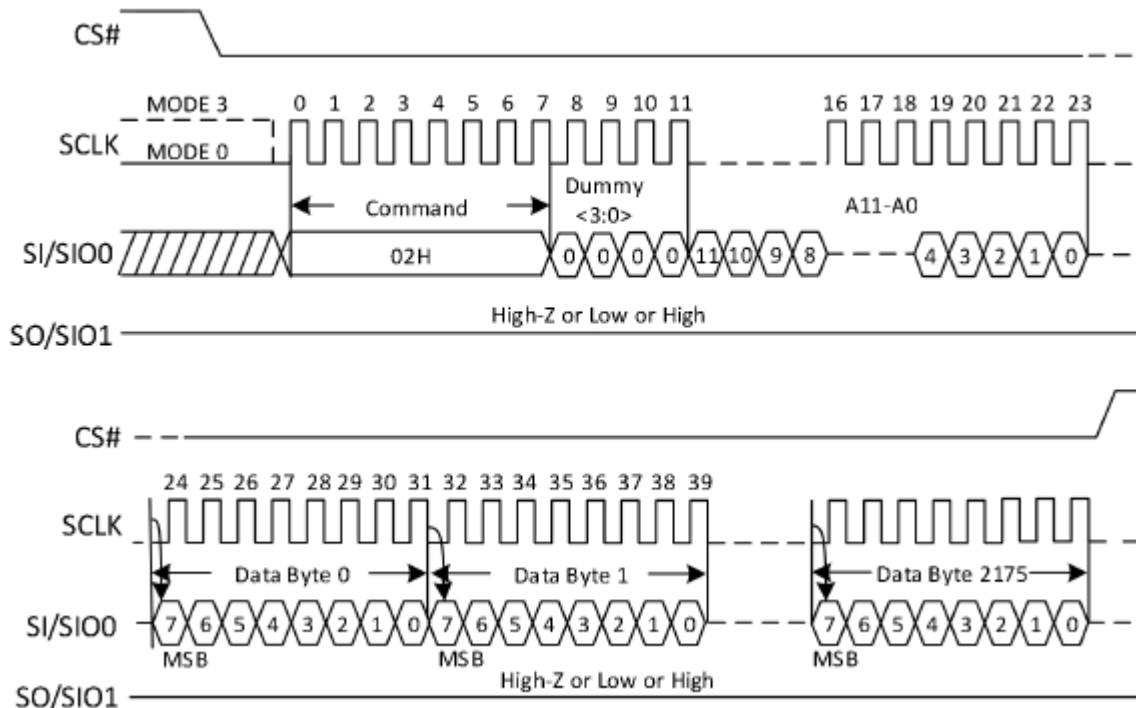 CS#
MODE 3
0 1 2 3 4 5 6 7 8 9 10 11 16 17 18 19 20 21 22 23
SCLK
MODE 0
Dummy
Command <3:0> A11-A0
SI/SIO0 02H 0 0 0 0 11 10 9 8 4 3 2 1 0
High-Z or Low or High
SO/SIO1
CS#
24 25 26 27 28 29 30 31 32 33 34 35 36 37 38 39
SCLK
Data Byte 0 Data Byte 1 Data Byte 2175
SI/SIO0 7 6 5 4 3 2 1 0 7 6 5 4 3 2 1 0 7 6 5 4 3 2 1 0
MSB MSB MSB
High-Z or Low or High
SO/SIO1